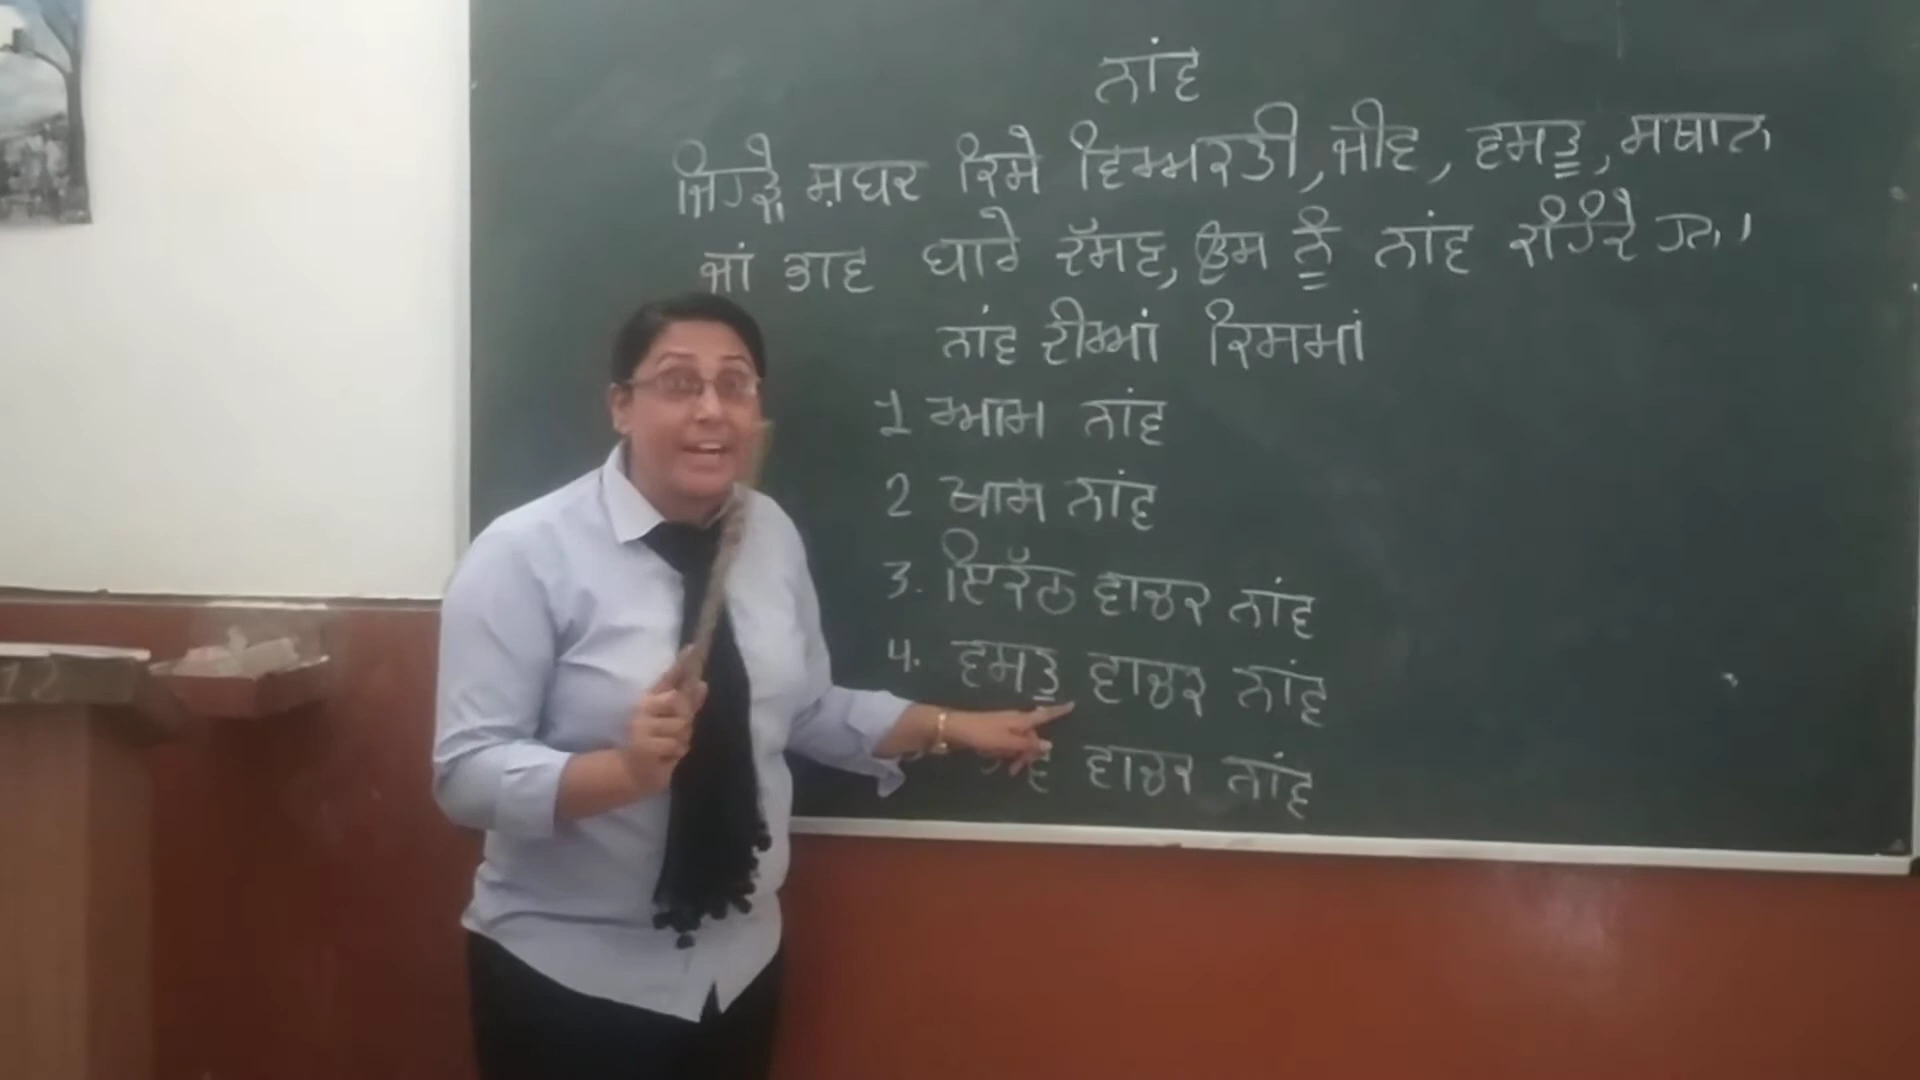 ਨਾਂਵ
ਜਿਹੜੇ ਸ਼ਬਦ ਕਿਸੇ ਵਿਅਕਤੀ, ਜੀਵ, ਵਸਤੂ, ਸਥਾਨ
ਜਾਂ ਭਾਵ ਬਾਰੇ ਦੱਸਣ, ਉਸ ਨੂੰ ਨਾਂਵ ਕਹਿੰਦੇ ਹਨ।
ਨਾਂਵ ਦੀਆਂ ਕਿਸਮਾਂ
1 ਆਮ ਨਾਂਵ
2 ਖਾਸ ਨਾਂਵ
3. ਇਕੱਠ ਵਾਚਕ ਨਾਂਵ
4. ਵਸਤੂ ਵਾਚਕ ਨਾਂਵ
ਵਾਚਕ ਨਾਂਵ